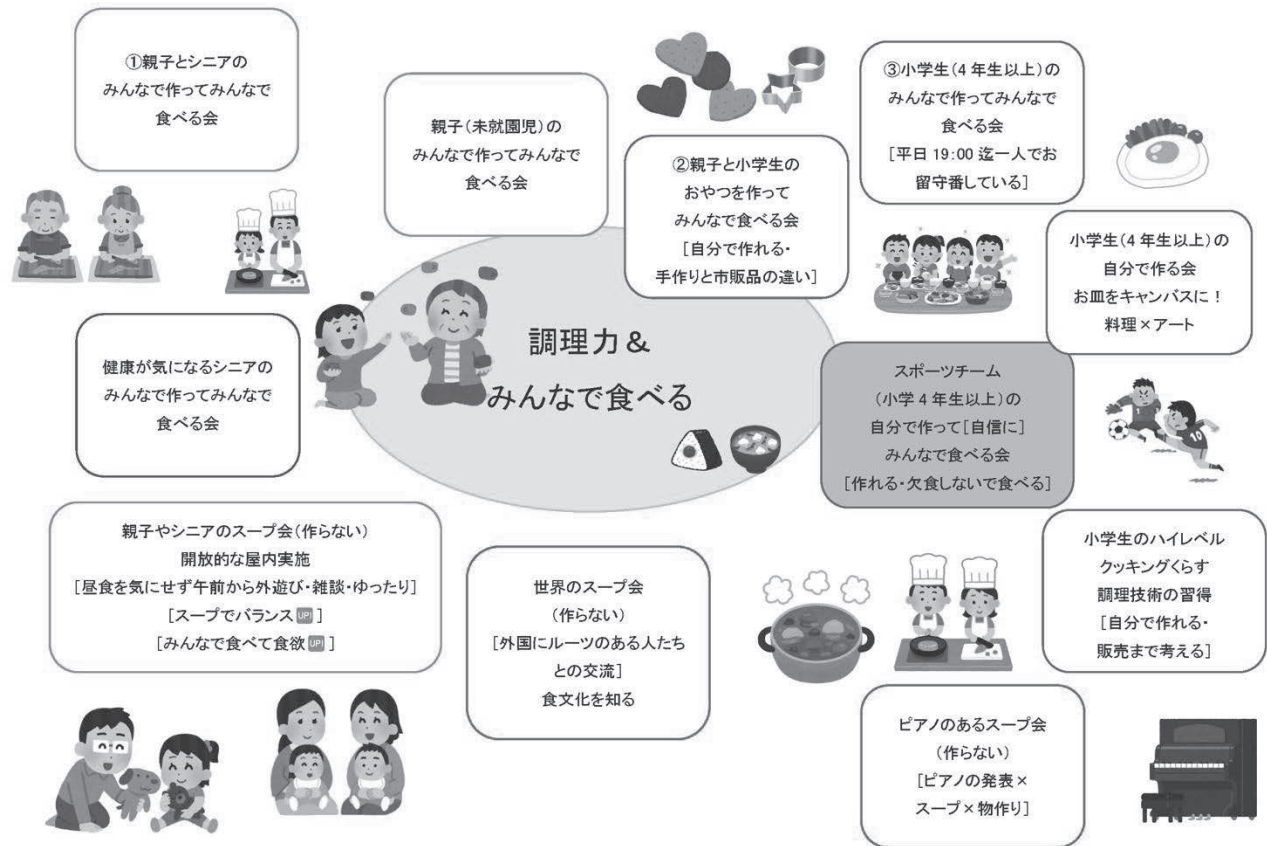 ①親子とシニアの
みんなで作ってみんなで
食べる会
親子(未就園児)の
みんなで作ってみんなで
食べる会
②親子と小学生の
おやつを作って
みんなで食べる会
[自分で作れる・
手作りと市販品の違い]
③小学生(4年生以上)の
みんなで作ってみんなで
食べる会
[平日 19:00 迄一人でお
留守番している]
小学生(4年生以上)の
自分で作る会
お皿をキャンバスに!
料理×アート
健康が気になるシニアの
みんなで作ってみんなで
食べる会
調理力&
みんなで食べる
スポーツチーム
(小学4年生以上)の
自分で作って[自信に]
みんなで食べる会
[作れる・欠食しないで食べる]
親子やシニアのスープ会(作らない)
開放的な屋内実施
[昼食を気にせず午前から外遊び・雑談・ゆったり]
[スープでバランスUP!]
[みんなで食べて食欲UP!]
世界のスープ会
(作らない)
[外国にルーツのある人たち
との交流]
食文化を知る
小学生のハイレベル
クッキングくらす
調理技術の習得
[自分で作れる・
販売まで考える]
ピアノのあるスープ会
(作らない)
[ピアノの発表×
スープ×物作り]
10